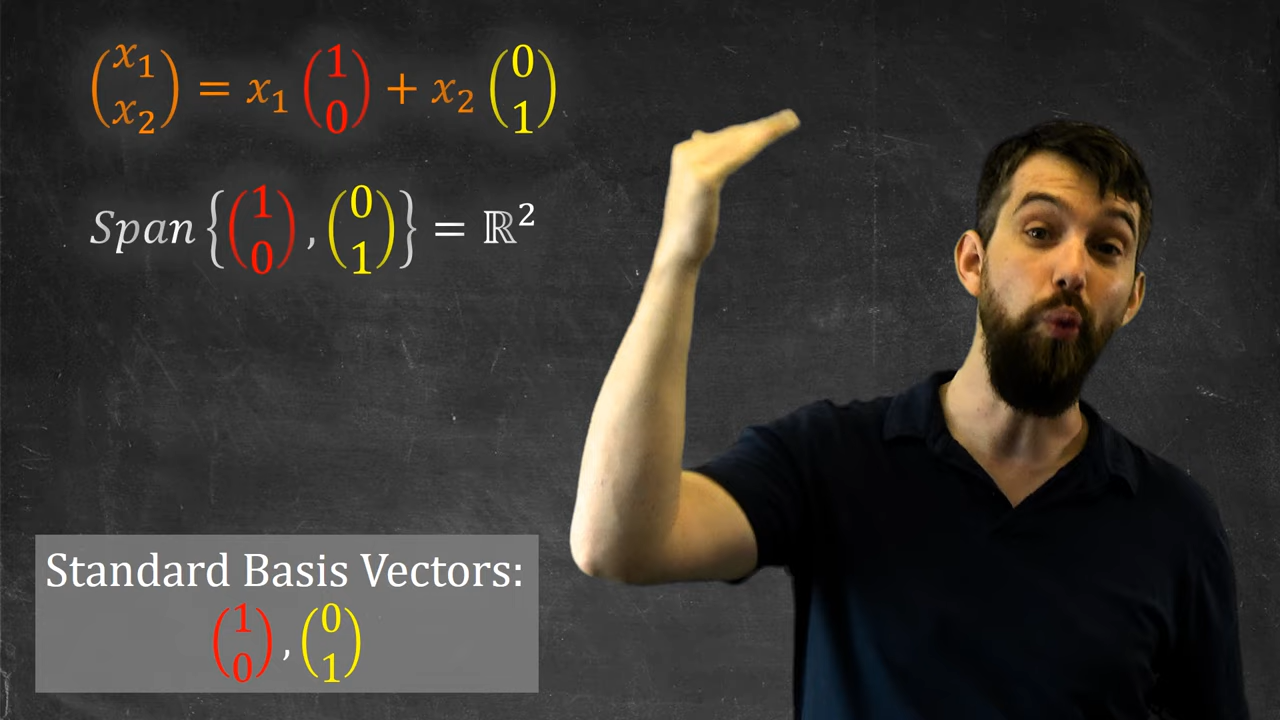 (x₁ x₂) = x₁ (1 0) + x₂ (0 1)
Span {(1 0), (0 1)} = ℝ²
Standard Basis Vectors:
(1 0), (0 1)